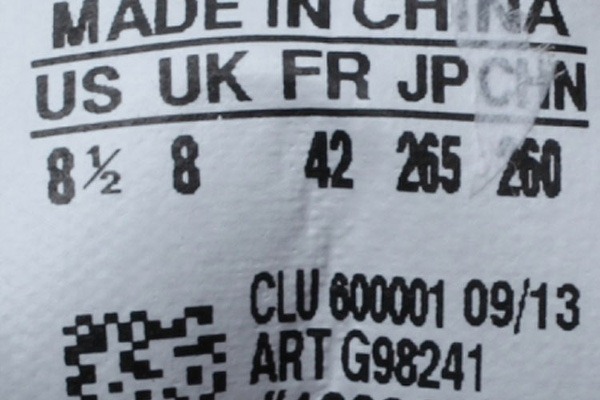 MADE IN CHINA
US UK FR JP CHN
8½ 8 42 265 260
CLU 600001 09/13
ART G98241